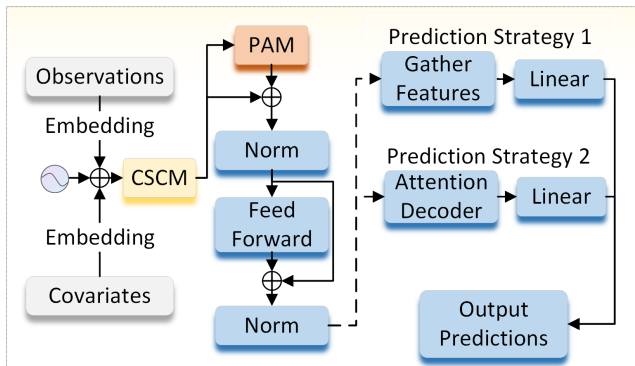 Observations
Embedding
CSCM
Embedding
Covariates
PAM
Norm
Feed
Forward
Norm
Prediction Strategy 1
Gather
Features
Linear
Prediction Strategy 2
Attention
Decoder
Linear
Output
Predictions